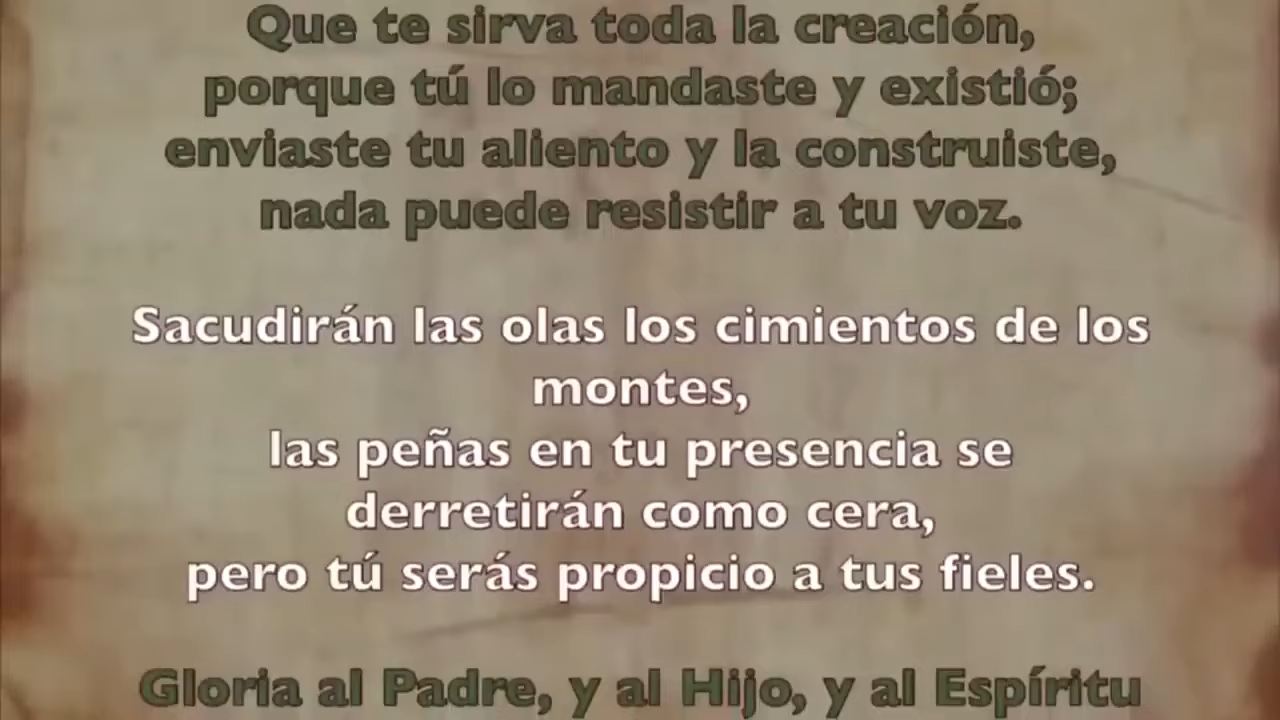 Que te sirva toda la creación,
porque tú lo mandaste y existió;
enviaste tu aliento y la construiste,
nada puede resistir a tu voz.
Sacudirán las olas los cimientos de los
montes,
las peñas en tu presencia se
derretirán como cera,
pero tú serás propicio a tus fieles.
Gloria al Padre, y al Hijo, y al Espíritu